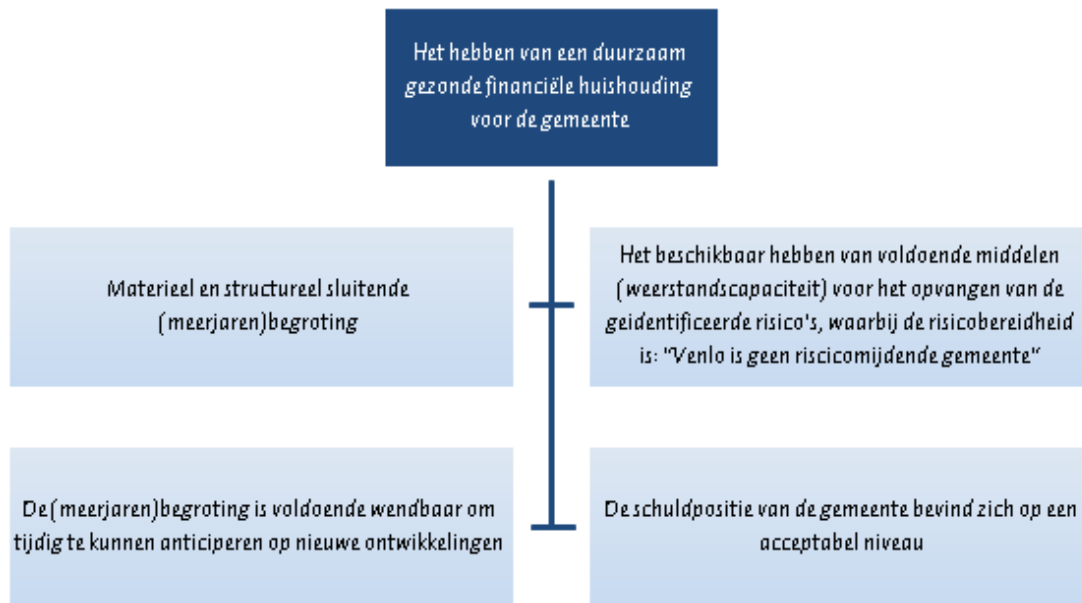 Het hebben van een duurzaam
gezonde financiële huishouding
voor de gemeente
Materieel en structureel sluitende
(meerjaren)begroting
Het beschikbaar hebben van voldoende middelen
(weerstandscapaciteit) voor het opvangen van de
geidentificeerde risico's, waarbij de risicobereidheid
is: "Venlo is geen riscicomijdende gemeente"
De (meerjaren)begroting is voldoende wendbaar om
tijdig te kunnen anticiperen op nieuwe ontwikkelingen
De schuldpositie van de gemeente bevind zich op een
acceptabel niveau